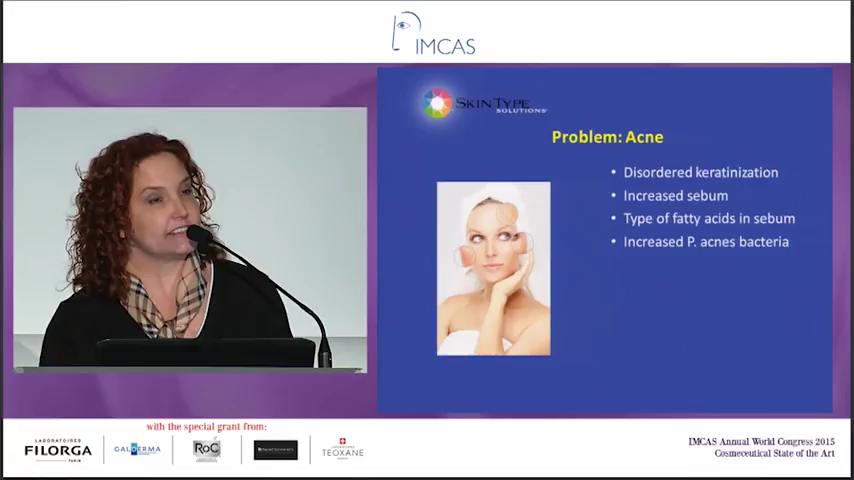 IMCAS
SKIN TYPE
SOLUTIONS
Problem: Acne
• Disordered keratinization
• Increased sebum
• Type of fatty acids in sebum
• Increased P. acnes bacteria
with the special grant from:
LABORATOIRES
FILORGA
PARIS
GALDERMA
RoC
TEOXANE
IMCAS Annual World Congress 2015
Cosmeceutical State of the Art